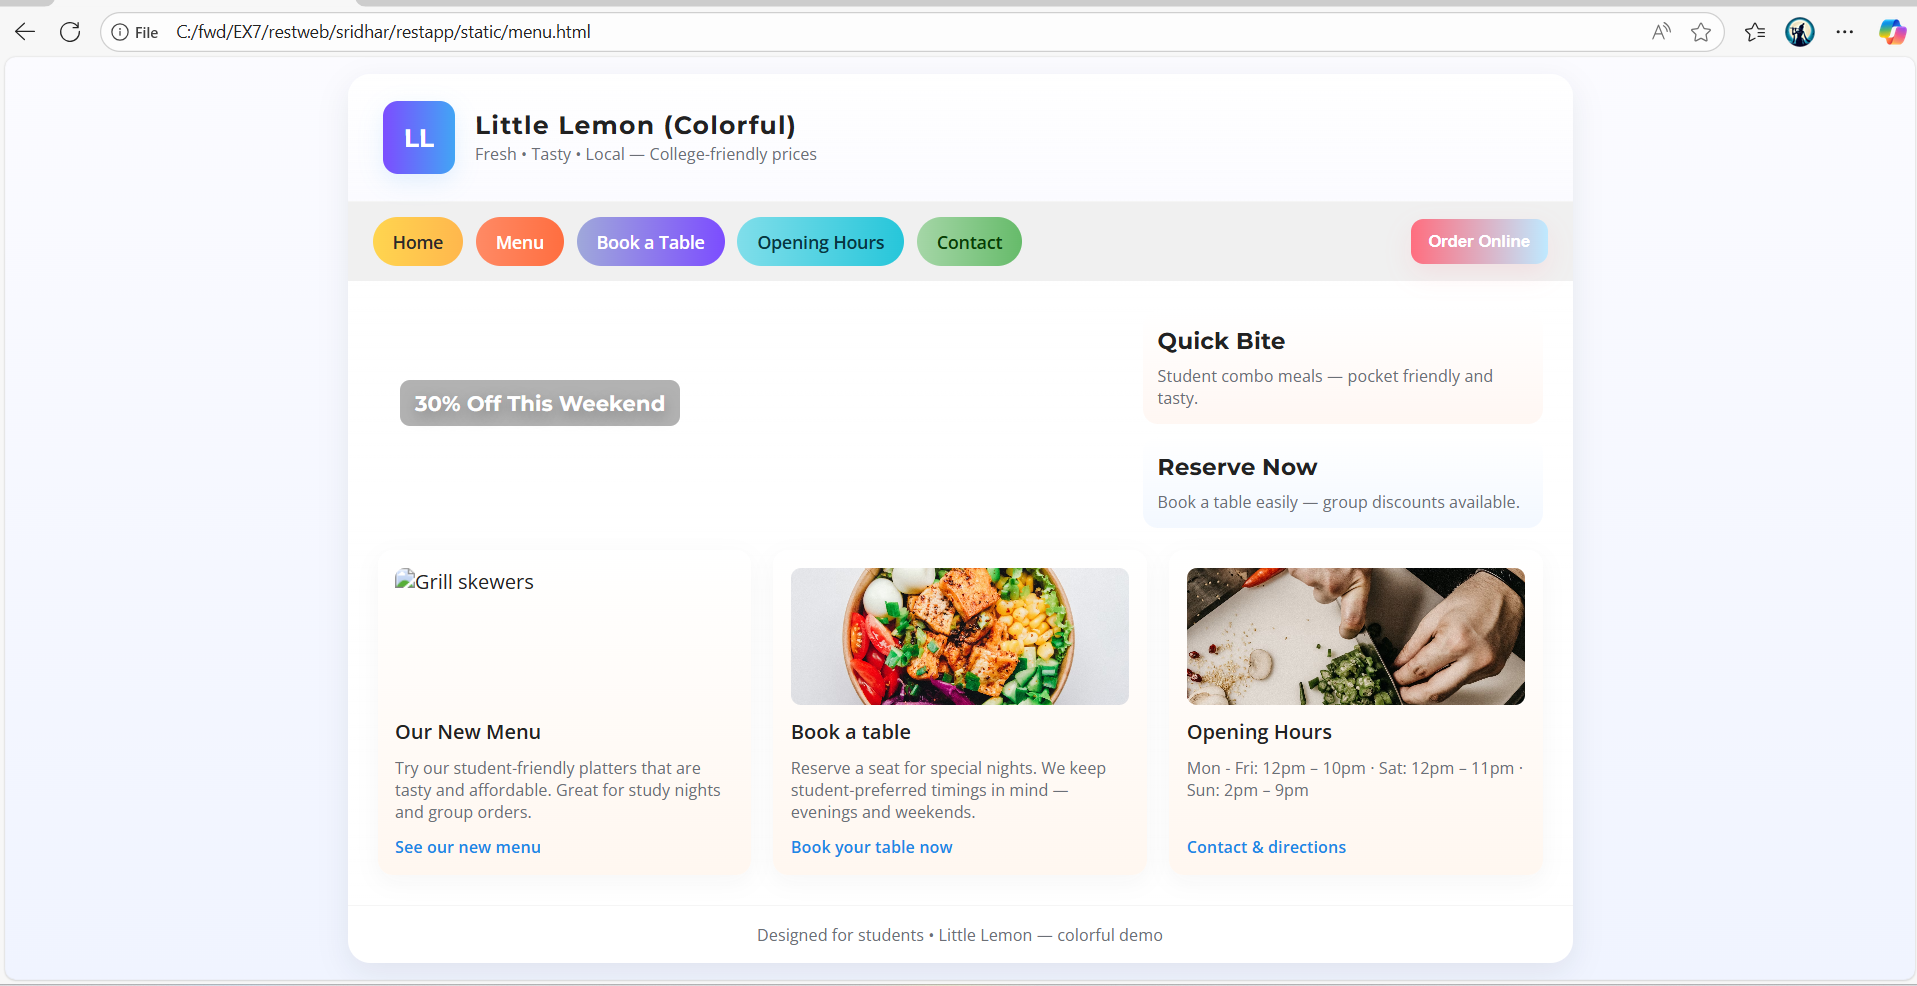 File C:/fwd/EX7/restweb/sridhar/restapp/static/menu.html
LL
Little Lemon (Colorful)
Fresh • Tasty • Local — College-friendly prices
Home Menu Book a Table Opening Hours Contact Order Online
30% Off This Weekend
Quick Bite
Student combo meals — pocket friendly and
tasty.
Reserve Now
Book a table easily — group discounts available.
Grill skewers
Our New Menu
Try our student-friendly platters that are
tasty and affordable. Great for study nights
and group orders.
See our new menu
Book a table
Reserve a seat for special nights. We keep
student-preferred timings in mind —
evenings and weekends.
Book your table now
Opening Hours
Mon - Fri: 12pm – 10pm · Sat: 12pm – 11pm ·
Sun: 2pm – 9pm
Contact & directions
Designed for students • Little Lemon — colorful demo